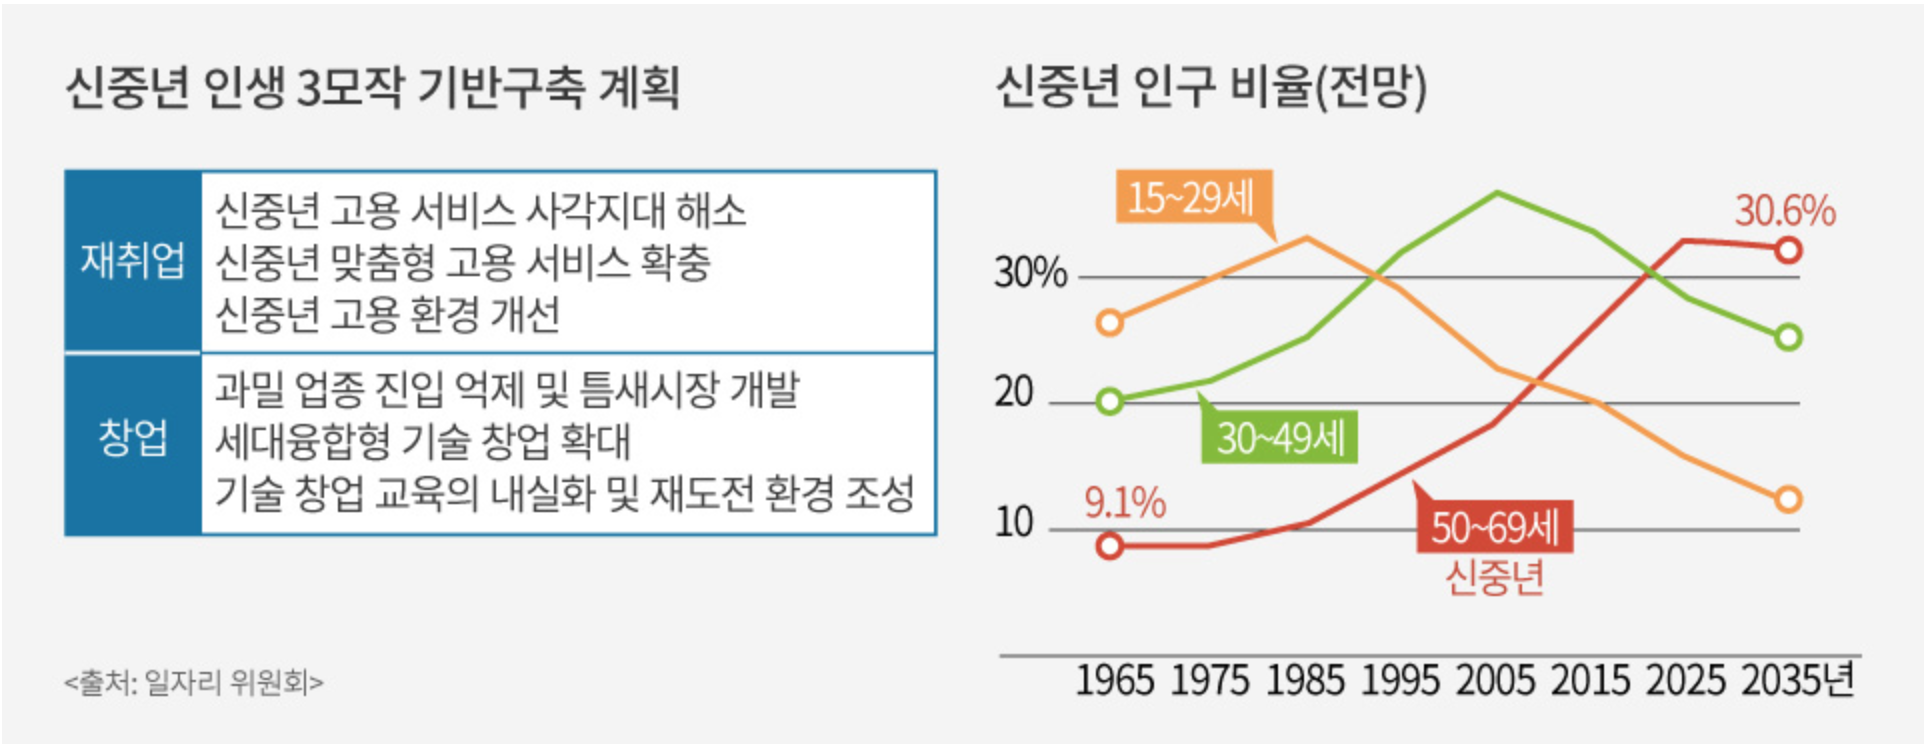 신중년 인생 3모작 기반구축 계획
재취업
신중년 고용 서비스 사각지대 해소
신중년 맞춤형 고용 서비스 확충
신중년 고용 환경 개선
창업
과밀 업종 진입 억제 및 틈새시장 개발
세대융합형 기술 창업 확대
기술 창업 교육의 내실화 및 재도전 환경 조성
<출처: 일자리 위원회>
신중년 인구 비율(전망)
15~29세
30.6%
30%
20
30~49세
9.1%
10
50~69세
신중년
1965 1975 1985 1995 2005 2015 2025 2035년